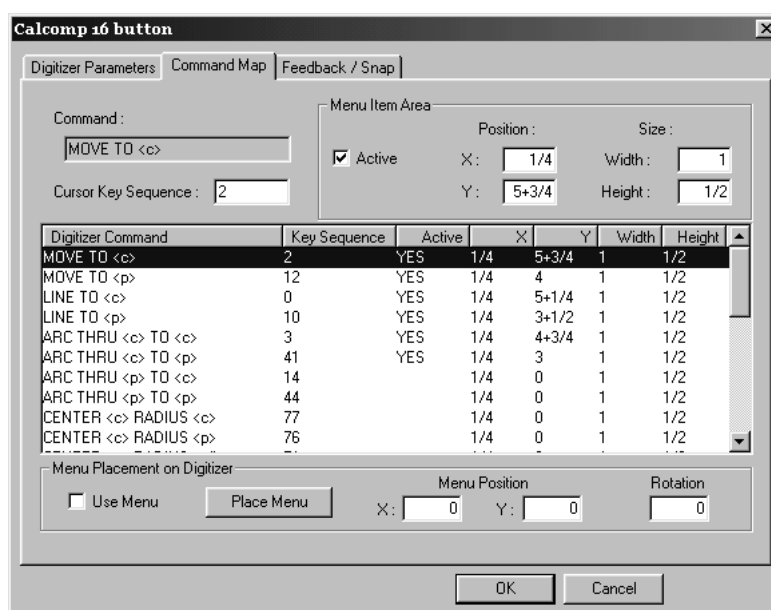 Calcomp 16 button
Digitizer Parameters Command Map Feedback / Snap
Command :
MOVE TO <c>
Cursor Key Sequence : 2
Menu Item Area
Position : Size :
Active X : 1/4 Width : 1
Y : 5+3/4 Height : 1/2
Digitizer Command Key Sequence Active X Y Width Height
MOVE TO <c> 2 YES 1/4 5+3/4 1 1/2
MOVE TO <p> 12 YES 1/4 4 1 1/2
LINE TO <c> 0 YES 1/4 5+1/4 1 1/2
LINE TO <p> 10 YES 1/4 3+1/2 1 1/2
ARC THRU <c> TO <c> 3 YES 1/4 4+3/4 1 1/2
ARC THRU <c> TO <p> 41 YES 1/4 3 1 1/2
ARC THRU <p> TO <c> 14 1/4 0 1 1/2
ARC THRU <p> TO <p> 44 1/4 0 1 1/2
CENTER <c> RADIUS <c> 77 1/4 0 1 1/2
CENTER <c> RADIUS <p> 76 1/4 0 1 1/2
Menu Placement on Digitizer
Menu Position Rotation
Use Menu Place Menu X : 0 Y : 0 0
OK Cancel